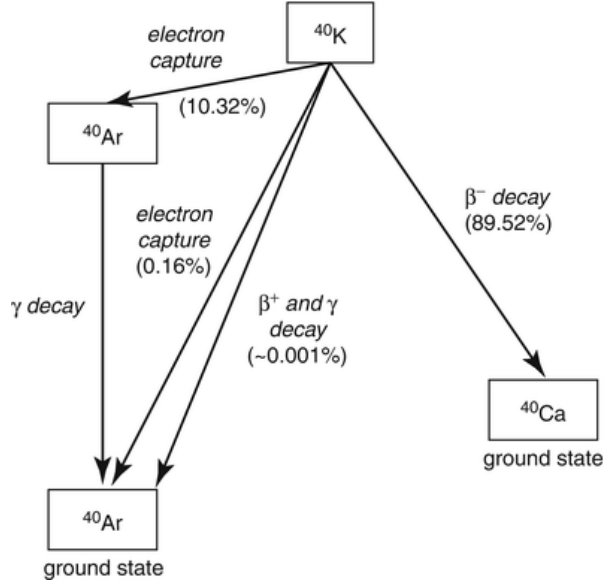 electron
capture
⁴⁰K
(10.32%)
⁴⁰Ar
electron
capture
(0.16%)
β⁻ decay
(89.52%)
γ decay
β⁺ and γ
decay
(~0.001%)
⁴⁰Ca
ground state
⁴⁰Ar
ground state